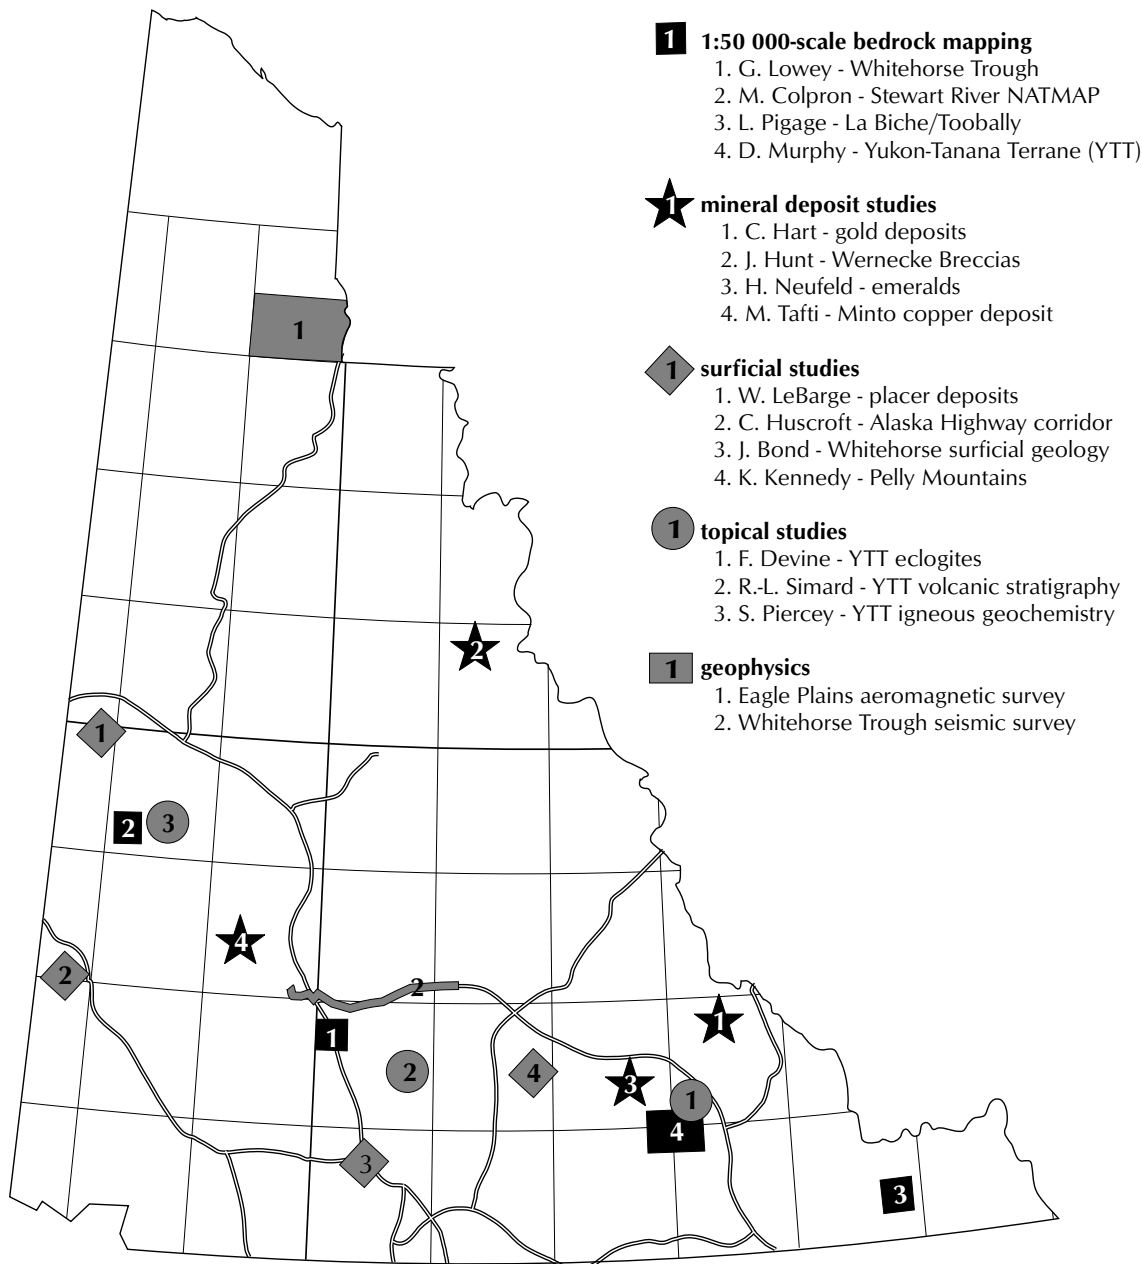 1 1:50 000-scale bedrock mapping
1. G. Lowey - Whitehorse Trough
2. M. Colpron - Stewart River NATMAP
3. L. Pigage - La Biche/Toobally
4. D. Murphy - Yukon-Tanana Terrane (YTT)
1 mineral deposit studies
1. C. Hart - gold deposits
2. J. Hunt - Wernecke Breccias
3. H. Neufeld - emeralds
4. M. Tafti - Minto copper deposit
1 surficial studies
1. W. LeBarge - placer deposits
2. C. Huscroft - Alaska Highway corridor
3. J. Bond - Whitehorse surficial geology
4. K. Kennedy - Pelly Mountains
1 topical studies
1. F. Devine - YTT eclogites
2. R.-L. Simard - YTT volcanic stratigraphy
3. S. Piercey - YTT igneous geochemistry
1 geophysics
1. Eagle Plains aeromagnetic survey
2. Whitehorse Trough seismic survey
1
2
1
2
3
4
2
2
1
1
2
4
3
1
4
3
3